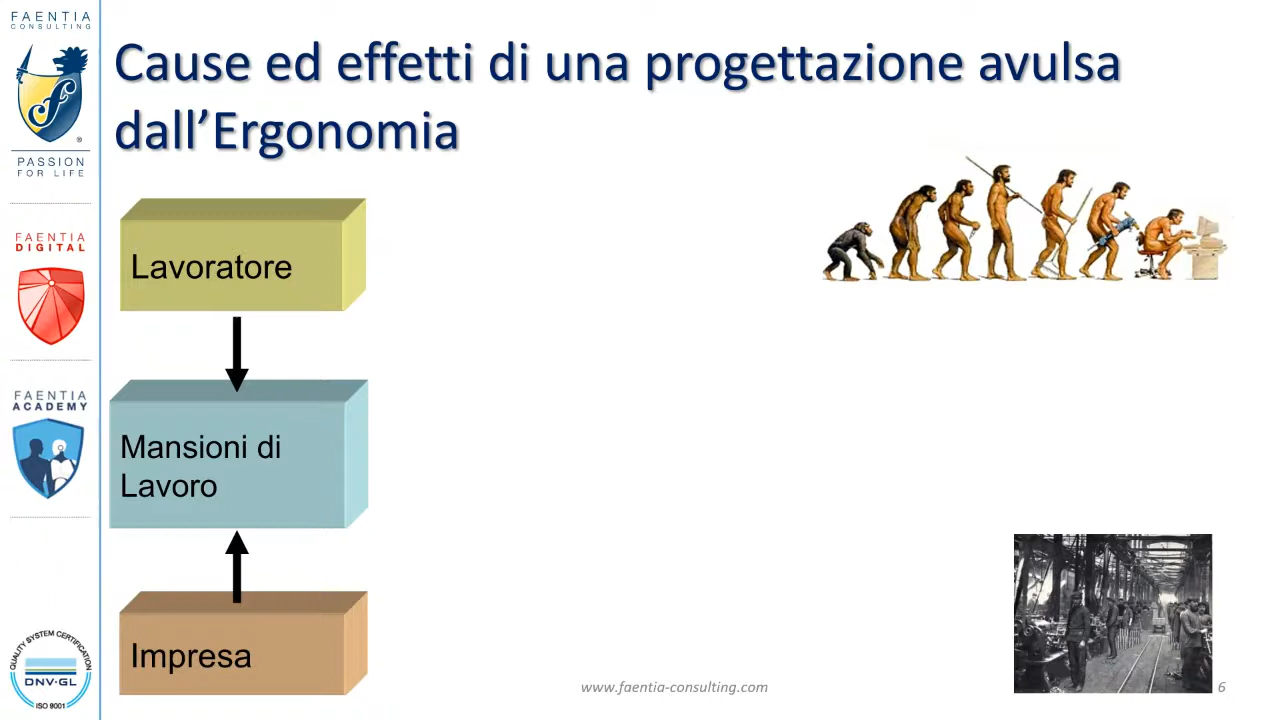 FAENTIA
CONSULTING
®
PASSION
FOR LIFE
FAENTIA
DIGITAL
FAENTIA
ACADEMY
QUALITY SYSTEM CERTIFICATION
DNV·GL
ISO 9001
Cause ed effetti di una progettazione avulsa
dall’Ergonomia
Lavoratore
Mansioni di
Lavoro
Impresa
www.faentia-consulting.com
6